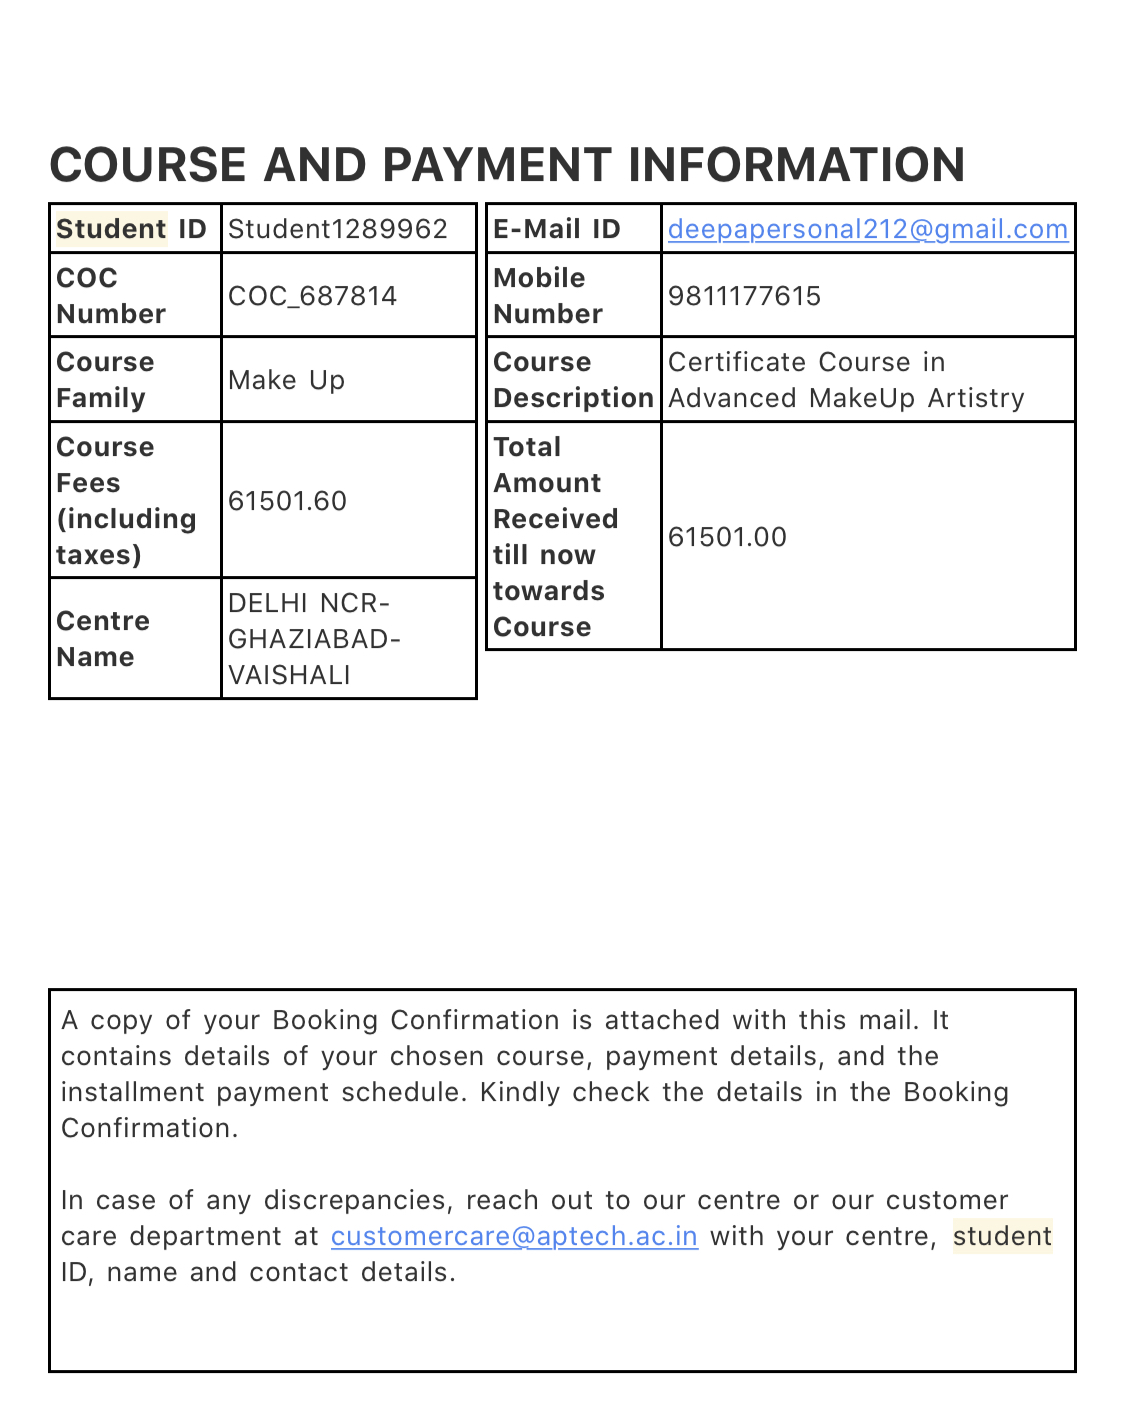 COURSE AND PAYMENT INFORMATION
Student ID
Student1289962
COC
Number
COC_687814
Course
Family
Make Up
Course
Fees
(including
taxes)
61501.60
Centre
Name
DELHI NCR-
GHAZIABAD-
VAISHALI
E-Mail ID
deepapersonal212@gmail.com
Mobile
Number
9811177615
Course
Description
Certificate Course in
Advanced MakeUp Artistry
Total
Amount
Received
till now
towards
Course
61501.00
A copy of your Booking Confirmation is attached with this mail. It
contains details of your chosen course, payment details, and the
installment payment schedule. Kindly check the details in the Booking
Confirmation.
In case of any discrepancies, reach out to our centre or our customer
care department at customercare@aptech.ac.in with your centre, student
ID, name and contact details.